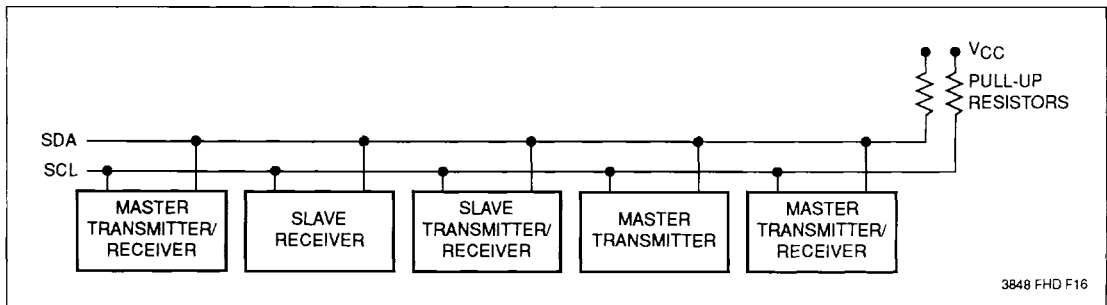 VCC
PULL-UP
RESISTORS
SDA
SCL
MASTER
TRANSMITTER/
RECEIVER
SLAVE
RECEIVER
SLAVE
TRANSMITTER/
RECEIVER
MASTER
TRANSMITTER
MASTER
TRANSMITTER/
RECEIVER
3848 FHD F16